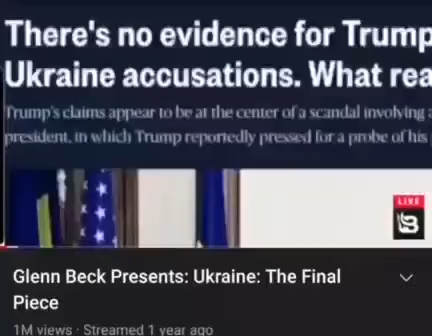 There's no evidence for Trump
Ukraine accusations. What rea
Trump's claims appear to be at the center of a scandal involving a
president, in which Trump reportedly pressed for a probe of his
LIVE
Glenn Beck Presents: Ukraine: The Final
Piece
1M views · Streamed 1 year ago